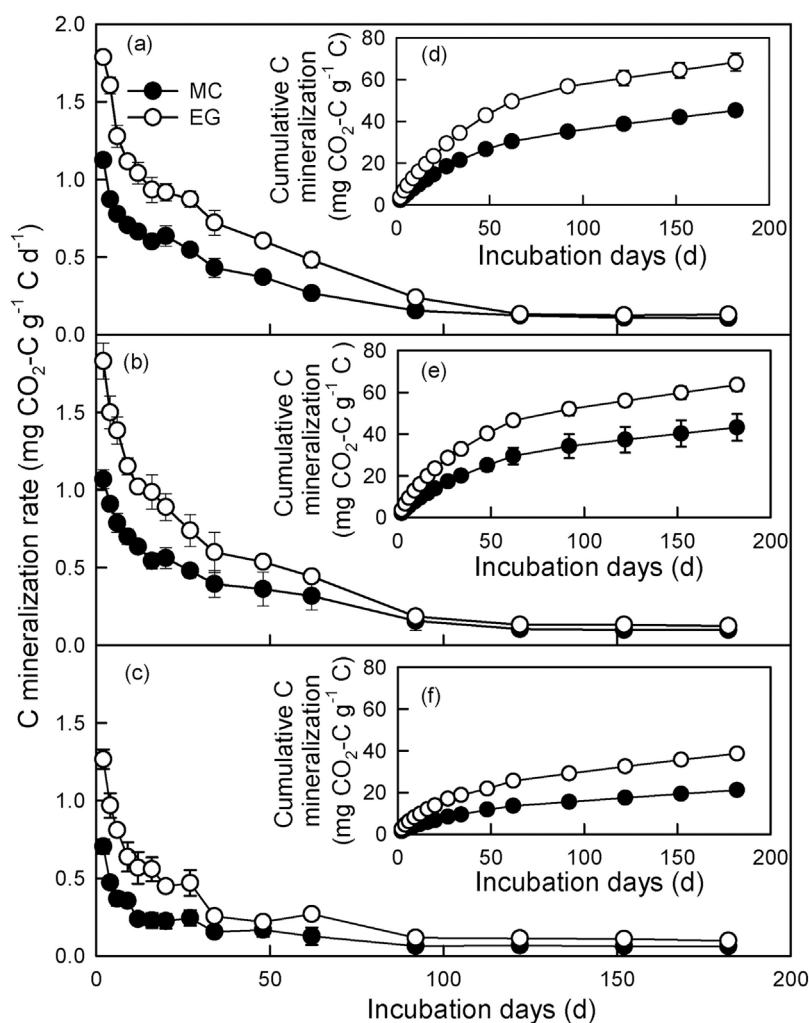 C mineralization rate (mg CO₂-C g⁻¹ C d⁻¹)
2.0
1.5
1.0
0.5
0.0
(a)
MC
EG
Cumulative C
mineralization
(mg CO₂-C g⁻¹ C)
80
60
40
20
0
(d)
0 50 100 150 200
Incubation days (d)
1.5
1.0
0.5
0.0
(b)
Cumulative C
mineralization
(mg CO₂-C g⁻¹ C)
80
60
40
20
0
(e)
0 50 100 150 200
Incubation days (d)
1.5
1.0
0.5
0.0
(c)
Cumulative C
mineralization
(mg CO₂-C g⁻¹ C)
80
60
40
20
0
(f)
0 50 100 150 200
Incubation days (d)
0 50 100 150 200
Incubation days (d)